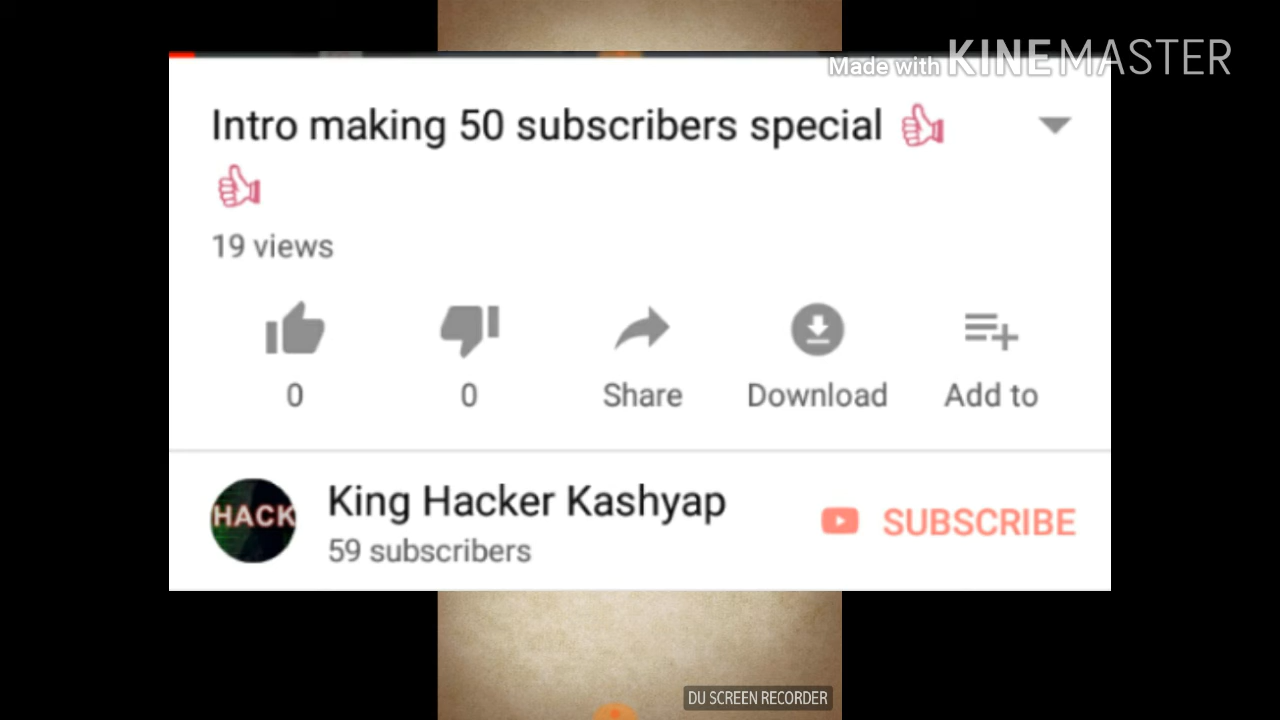 Made with KINEMASTER
Intro making 50 subscribers special 👍
👍
19 views
0 0 Share Download Add to
HACK
King Hacker Kashyap
59 subscribers
SUBSCRIBE
DU SCREEN RECORDER